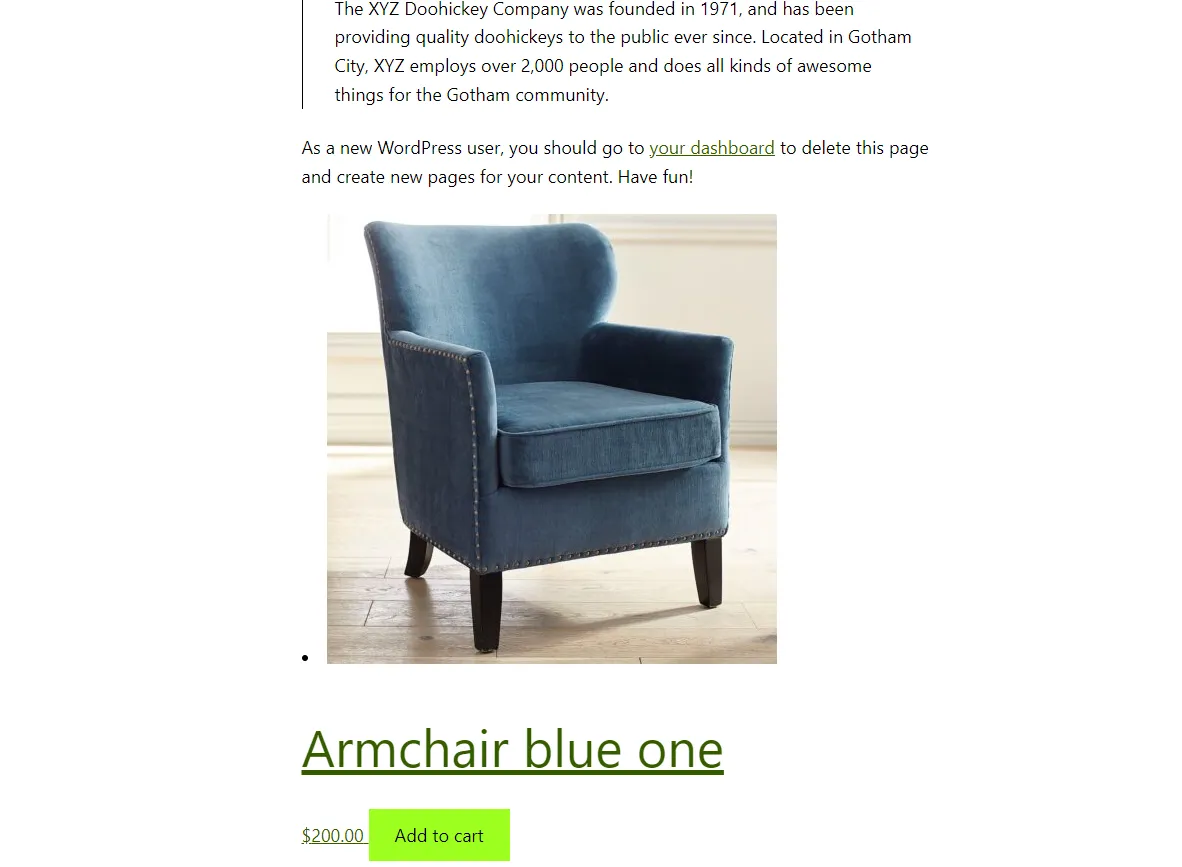 The XYZ Doohickey Company was founded in 1971, and has been
providing quality doohickeys to the public ever since. Located in Gotham
City, XYZ employs over 2,000 people and does all kinds of awesome
things for the Gotham community.
As a new WordPress user, you should go to your dashboard to delete this page
and create new pages for your content. Have fun!
Armchair blue one
$200.00 Add to cart